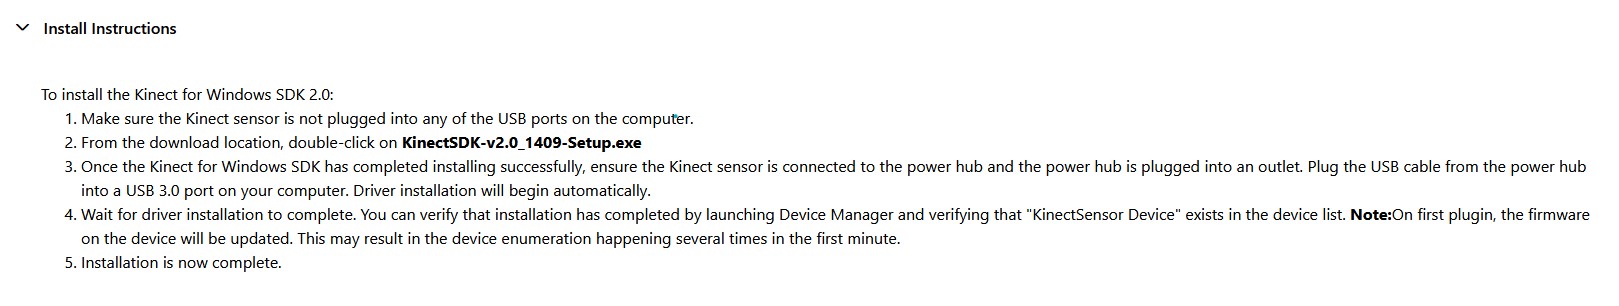 Install Instructions
To install the Kinect for Windows SDK 2.0:
1. Make sure the Kinect sensor is not plugged into any of the USB ports on the computer.
2. From the download location, double-click on KinectSDK-v2.0_1409-Setup.exe
3. Once the Kinect for Windows SDK has completed installing successfully, ensure the Kinect sensor is connected to the power hub and the power hub is plugged into an outlet. Plug the USB cable from the power hub
into a USB 3.0 port on your computer. Driver installation will begin automatically.
4. Wait for driver installation to complete. You can verify that installation has completed by launching Device Manager and verifying that "KinectSensor Device" exists in the device list. Note:On first plugin, the firmware
on the device will be updated. This may result in the device enumeration happening several times in the first minute.
5. Installation is now complete.